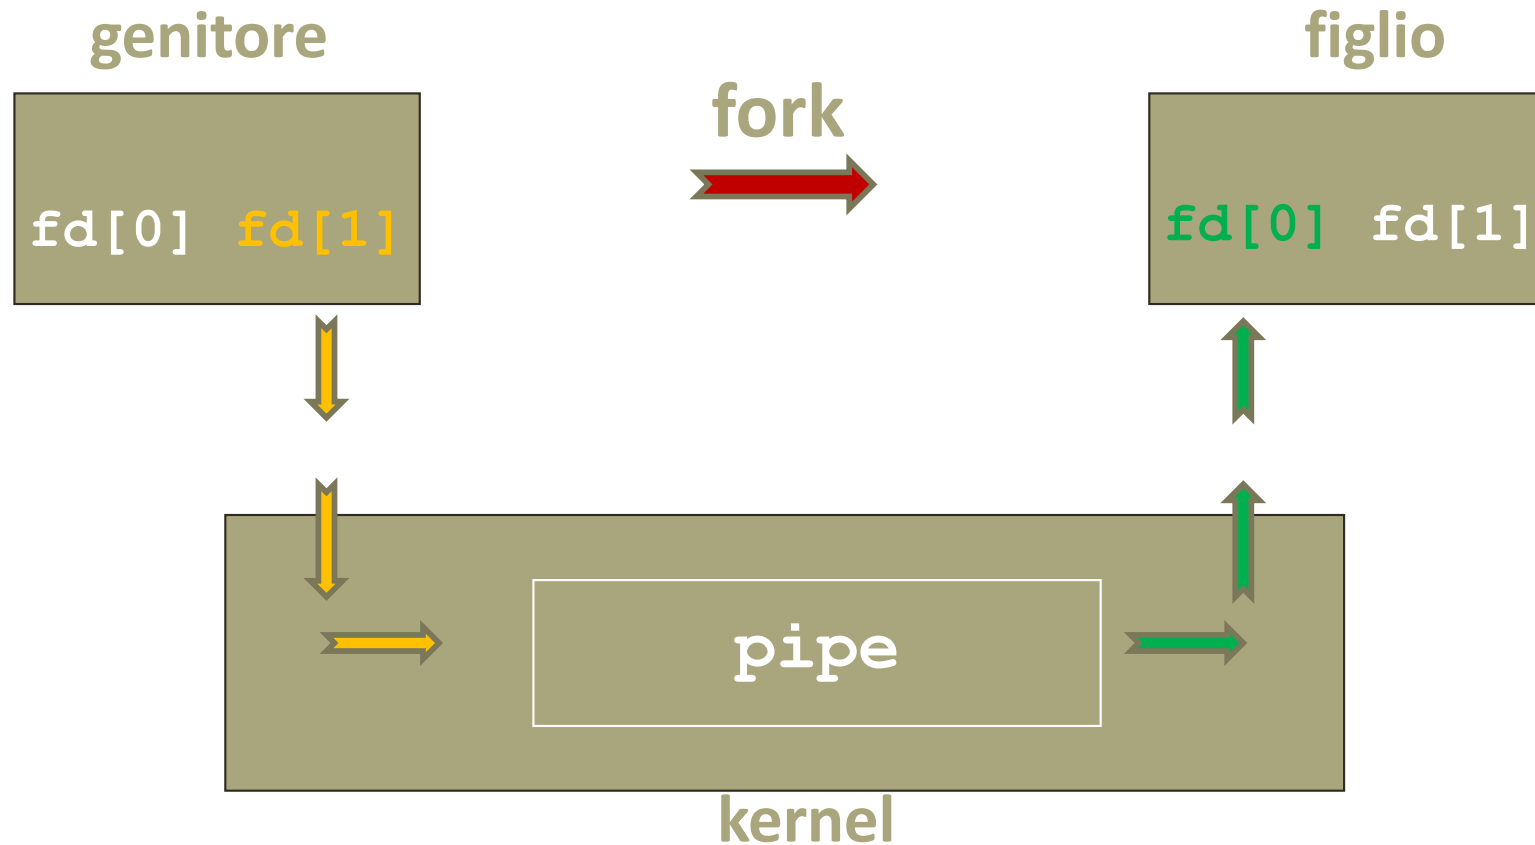 genitore
figlio
fork
fd[0] fd[1]
fd[0] fd[1]
pipe
kernel